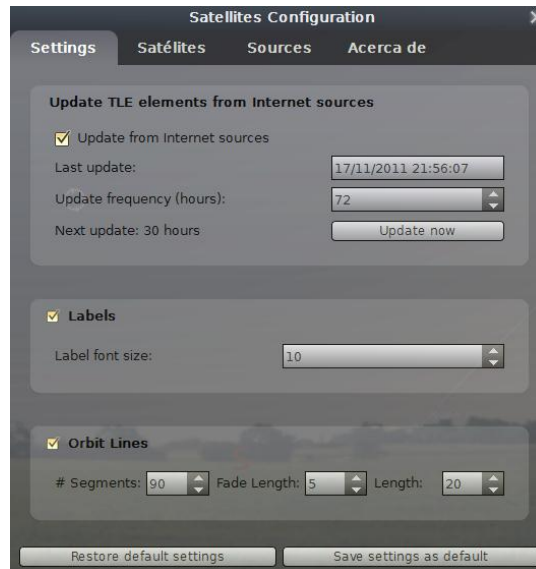 Satellites Configuration
Settings Satélites Sources Acerca de
Update TLE elements from Internet sources
Update from Internet sources
Last update: 17/11/2011 21:56:07
Update frequency (hours): 72
Next update: 30 hours Update now
Labels
Label font size: 10
Orbit Lines
# Segments: 90 Fade Length: 5 Length: 20
Restore default settings Save settings as default